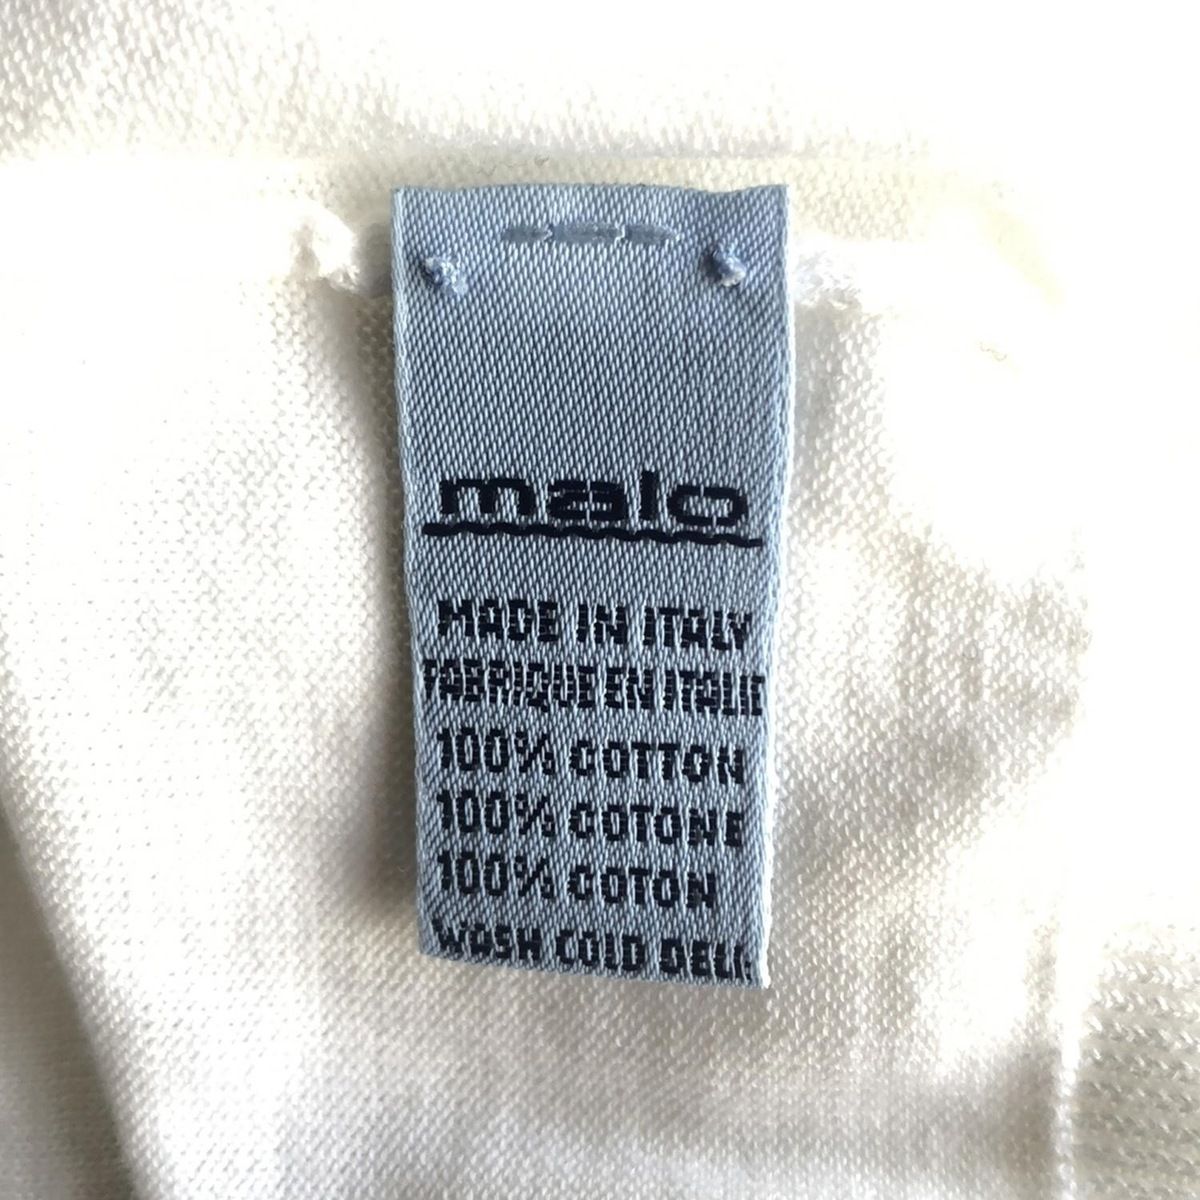 malo
MADE IN ITALY
FABRIQUE EN ITALIE
100% COTTON
100% COTONE
100% COTON
WASH COLD